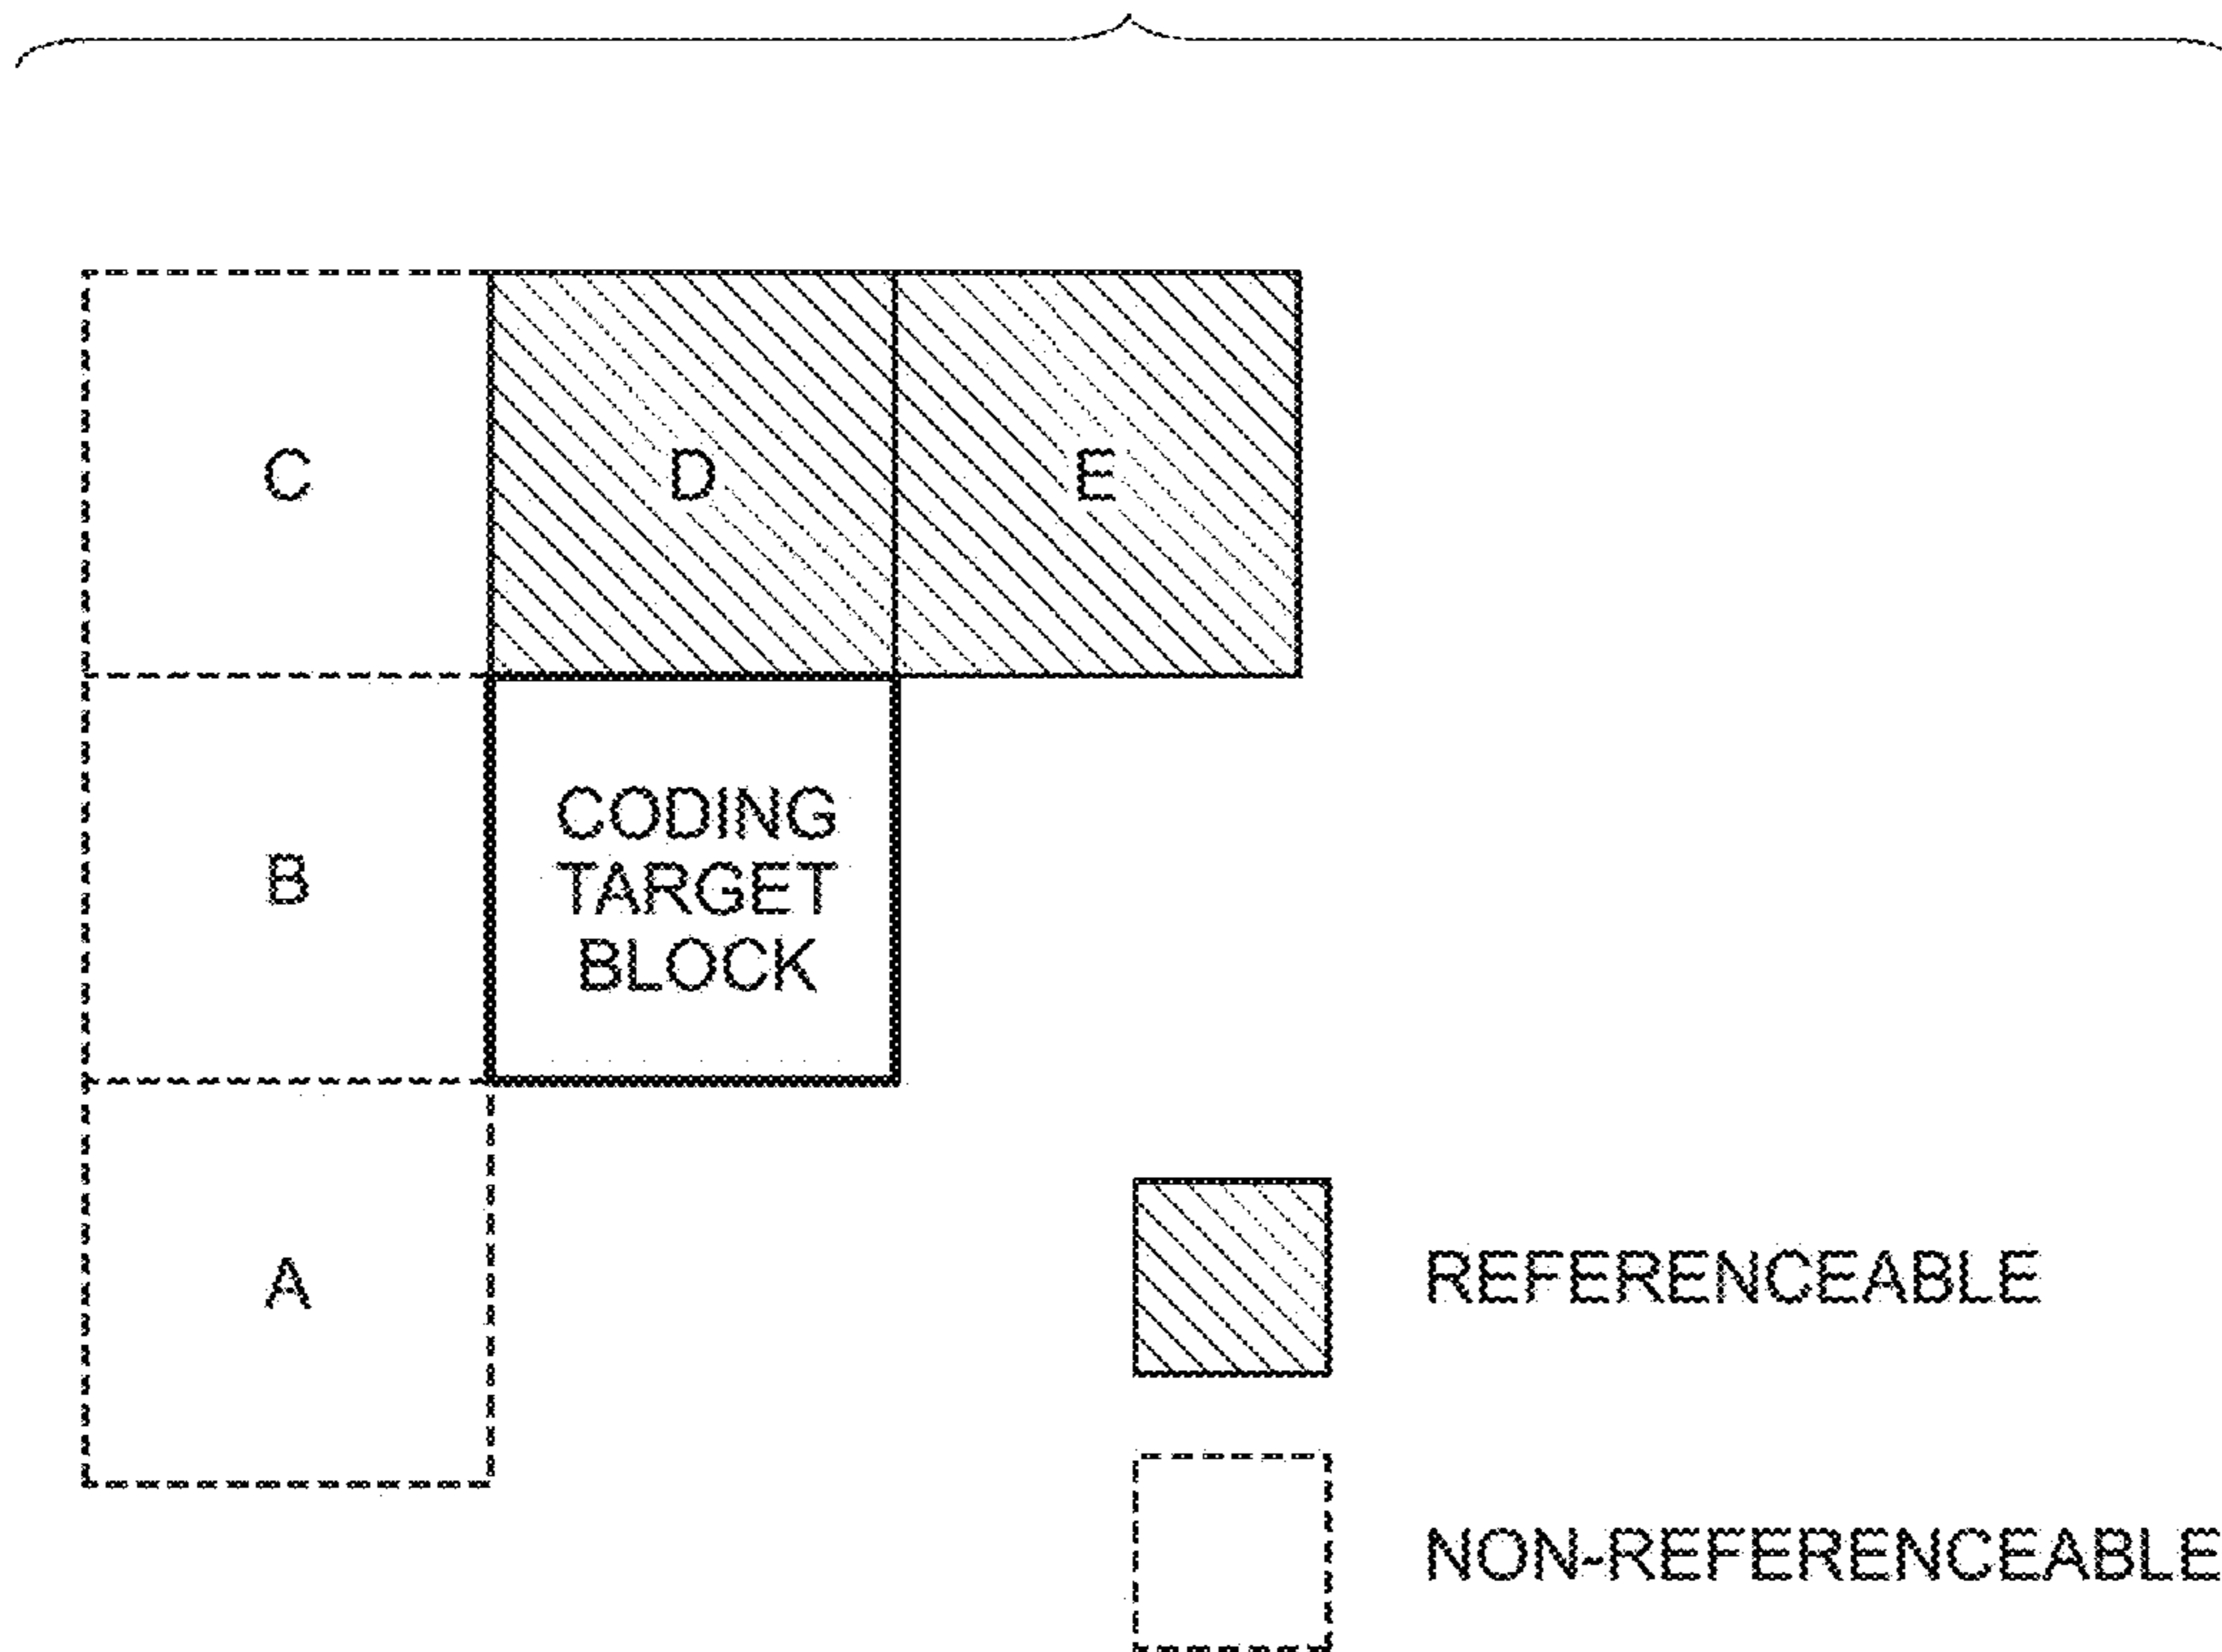 C
D
E
B
CODING
TARGET
BLOCK
A
REFERENCEABLE
NON-REFERENCEABLE